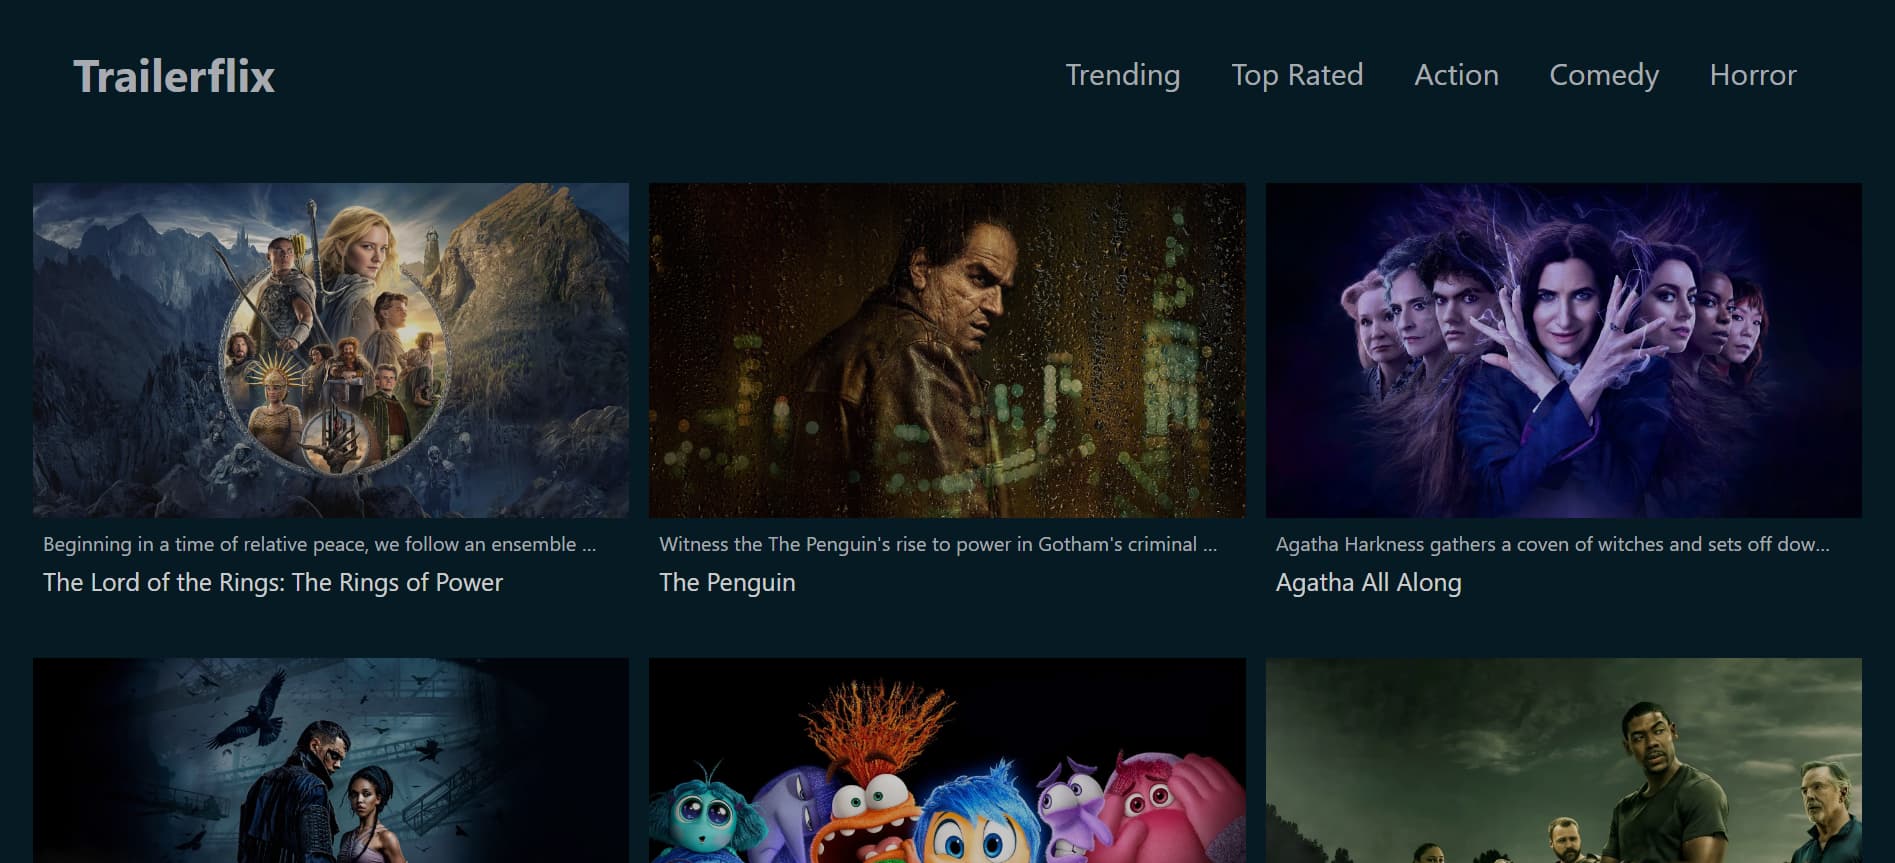 Trailerflix
Trending Top Rated Action Comedy Horror
Beginning in a time of relative peace, we follow an ensemble ...
The Lord of the Rings: The Rings of Power
Witness the The Penguin's rise to power in Gotham's criminal ...
The Penguin
Agatha Harkness gathers a coven of witches and sets off dow...
Agatha All Along